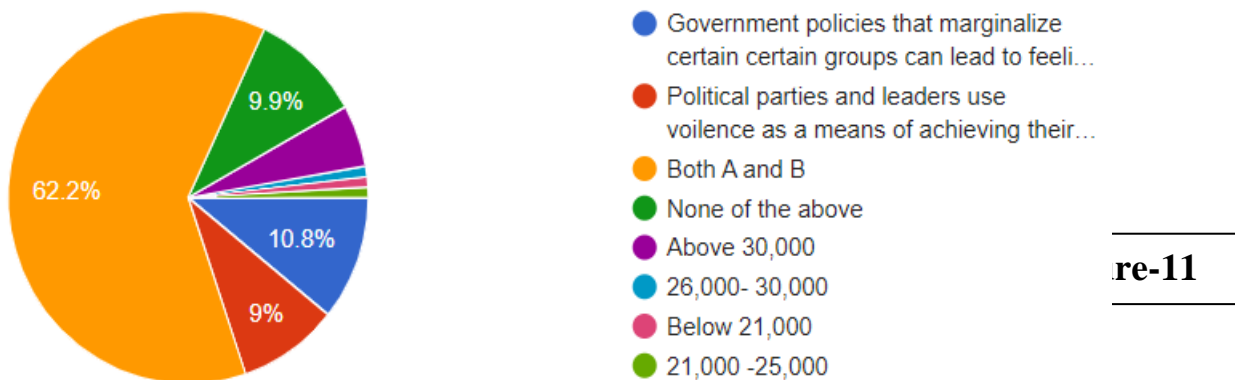 Government policies that marginalize
certain certain groups can lead to feeli...
Political parties and leaders use
voilence as a means of achieving their...
Both A and B
None of the above
Above 30,000
26,000- 30,000
Below 21,000
21,000 -25,000
9.9%
62.2%
10.8%
9%
re-11